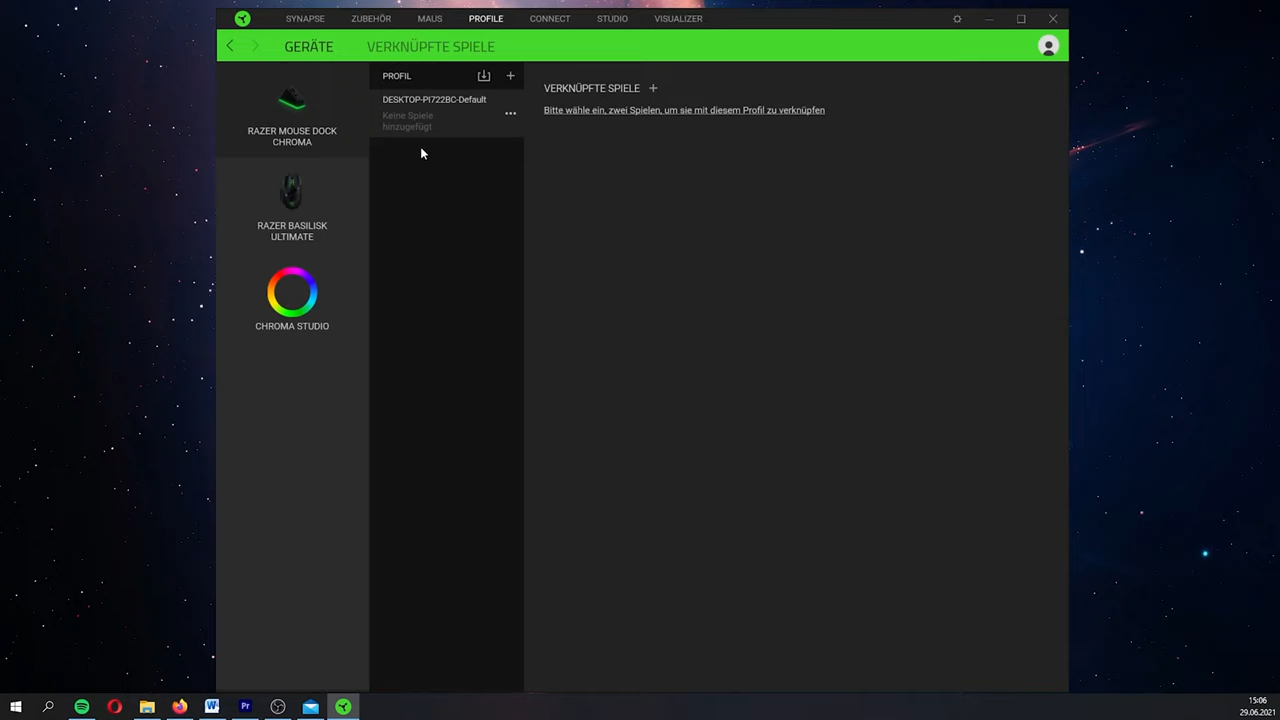 SYNAPSE ZUBEHÖR MAUS PROFILE CONNECT STUDIO VISUALIZER
GERÄTE VERKNÜPFTE SPIELE
RAZER MOUSE DOCK
CHROMA
RAZER BASILISK
ULTIMATE
CHROMA STUDIO
PROFIL
DESKTOP-PI722BC-Default
Keine Spiele
hinzugefügt
VERKNÜPFTE SPIELE
Bitte wähle ein, zwei Spielen, um sie mit diesem Profil zu verknüpfen
W
Pr
15:06
29.06.2021